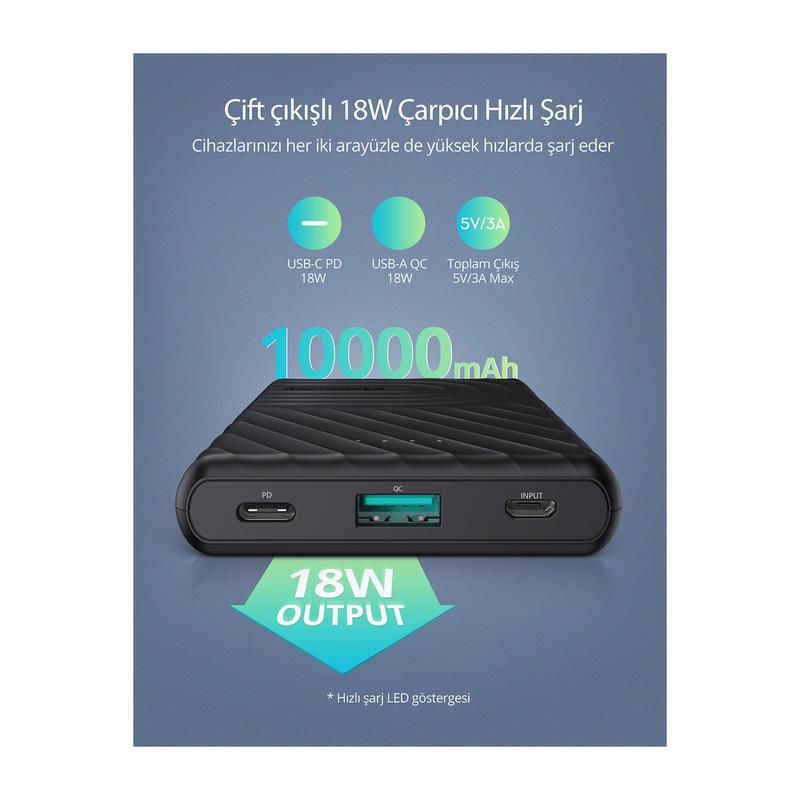 Çift çıkışlı 18W Çarpıcı Hızlı Şarj
Cihazlarınızı her iki arayüzle de yüksek hızlarda şarj eder
5V/3A
USB-C PD
18W
USB-A QC
18W
Toplam Çıkış
5V/3A Max
10000mAh
RAVPOWER
PD
QC
INPUT
18W
OUTPUT
* Hızlı şarj LED göstergesi